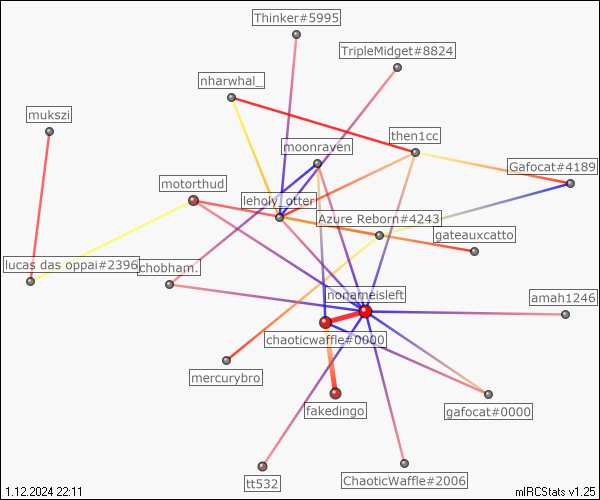 Thinker#5995
TripleMidget#8824
nharwhal_
mukszi
then1cc
moonraven
Gafocat#4189
motorthud
leholy_otter
Azure Reborn#4243
gateauxcatto
lucas das oppai#2396
chobham.
nonameisleft
amah1246
chaoticwaffle#0000
mercurybro
fakedingo
gafocat#0000
tt532
ChaoticWaffle#2006
1.12.2024 22:11
mIRCStats v1.25